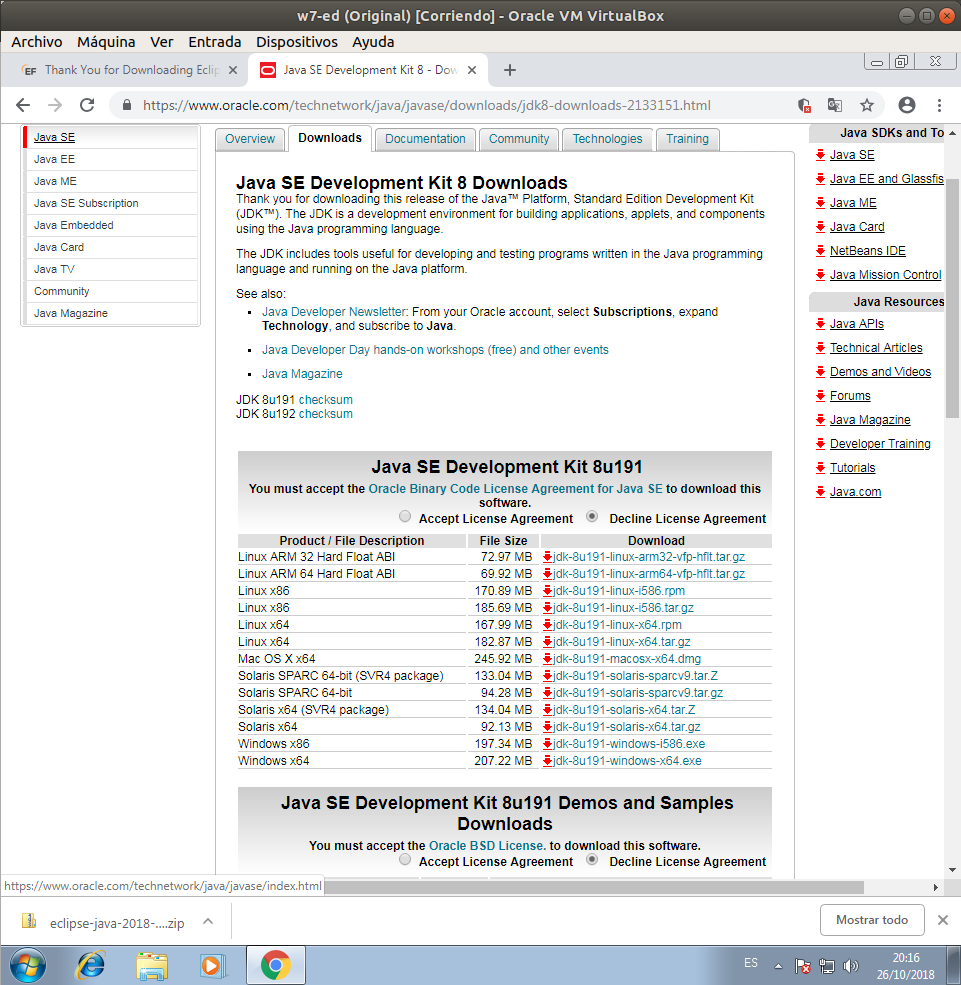 w7-ed (Original) [Corriendo] - Oracle VM VirtualBox
Archivo Máquina Ver Entrada Dispositivos Ayuda
EF Thank You for Downloading Eclip
Java SE Development Kit 8 - Dow
https://www.oracle.com/technetwork/java/javase/downloads/jdk8-downloads-2133151.html
Java SE
Java EE
Java ME
Java SE Subscription
Java Embedded
Java Card
Java TV
Community
Java Magazine
Overview Downloads Documentation Community Technologies Training
Java SE Development Kit 8 Downloads
Thank you for downloading this release of the Java™ Platform, Standard Edition Development Kit
(JDK™). The JDK is a development environment for building applications, applets, and components
using the Java programming language.
The JDK includes tools useful for developing and testing programs written in the Java programming
language and running on the Java platform.
See also:
Java Developer Newsletter: From your Oracle account, select Subscriptions, expand
Technology, and subscribe to Java.
Java Developer Day hands-on workshops (free) and other events
Java Magazine
JDK 8u191 checksum
JDK 8u192 checksum
Java SE Development Kit 8u191
You must accept the Oracle Binary Code License Agreement for Java SE to download this
software.
Accept License Agreement Decline License Agreement
Product / File Description File Size Download
Linux ARM 32 Hard Float ABI 72.97 MB jdk-8u191-linux-arm32-vfp-hflt.tar.gz
Linux ARM 64 Hard Float ABI 69.92 MB jdk-8u191-linux-arm64-vfp-hflt.tar.gz
Linux x86 170.89 MB jdk-8u191-linux-i586.rpm
Linux x86 185.69 MB jdk-8u191-linux-i586.tar.gz
Linux x64 167.99 MB jdk-8u191-linux-x64.rpm
Linux x64 182.87 MB jdk-8u191-linux-x64.tar.gz
Mac OS X x64 245.92 MB jdk-8u191-macosx-x64.dmg
Solaris SPARC 64-bit (SVR4 package) 133.04 MB jdk-8u191-solaris-sparcv9.tar.Z
Solaris SPARC 64-bit 94.28 MB jdk-8u191-solaris-sparcv9.tar.gz
Solaris x64 (SVR4 package) 134.04 MB jdk-8u191-solaris-x64.tar.Z
Solaris x64 92.13 MB jdk-8u191-solaris-x64.tar.gz
Windows x86 197.34 MB jdk-8u191-windows-i586.exe
Windows x64 207.22 MB jdk-8u191-windows-x64.exe
Java SE Development Kit 8u191 Demos and Samples
Downloads
You must accept the Oracle BSD License. to download this software.
Accept License Agreement Decline License Agreement
Java SDKs and To
Java SE
Java EE and Glassfis
Java ME
Java Card
NetBeans IDE
Java Mission Control
Java Resources
Java APIs
Technical Articles
Demos and Videos
Forums
Java Magazine
Developer Training
Tutorials
Java.com
https://www.oracle.com/technetwork/java/javase/index.html
eclipse-java-2018-....zip
Mostrar todo
ES
20:16
26/10/2018